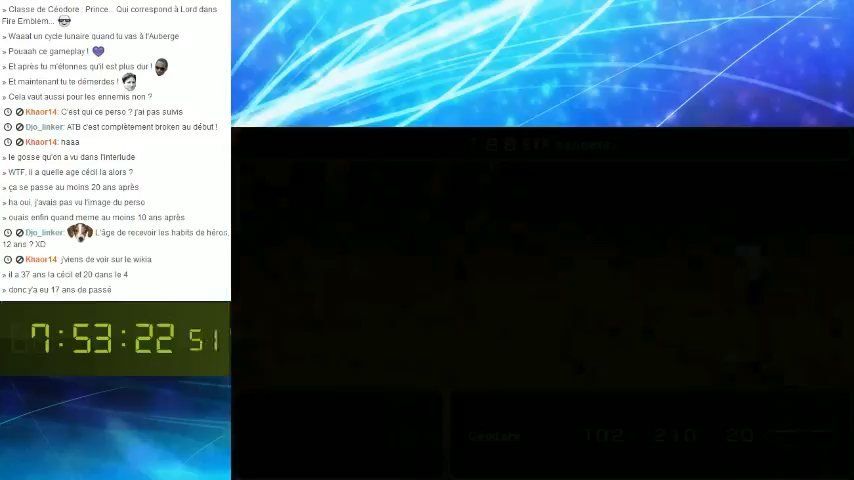 » Classe de Céodore : Prince... Qui correspond à Lord dans
Fire Emblem...
» Waaat un cycle lunaire quand tu vas à l'Auberge
» Pouaah ce gameplay !
» Et après tu m'étonnes qu'il est plus dur !
» Et maintenant tu te démerdes !
» Cela vaut aussi pour les ennemis non ?
Khaor14: C'est qui ce perso ? j'ai pas suivis
Djo_linker: ATB c'est complètement broken au début !
Khaor14: haaa
» le gosse qu'on a vu dans l'interlude
» WTF, il a quelle age cécil la alors ?
» ça se passe au moins 20 ans après
» ha oui, j'avais pas vu l'image du perso
» ouais enfin quand meme au moins 10 ans après
Djo_linker: L'âge de recevoir les habits de héros,
12 ans ? XD
Khaor14: j'viens de voir sur le wikia
» il a 37 ans la cécil et 20 dans le 4
» donc y'a eu 17 ans de passé
7:53:22 51
Ceodore 102 210 20